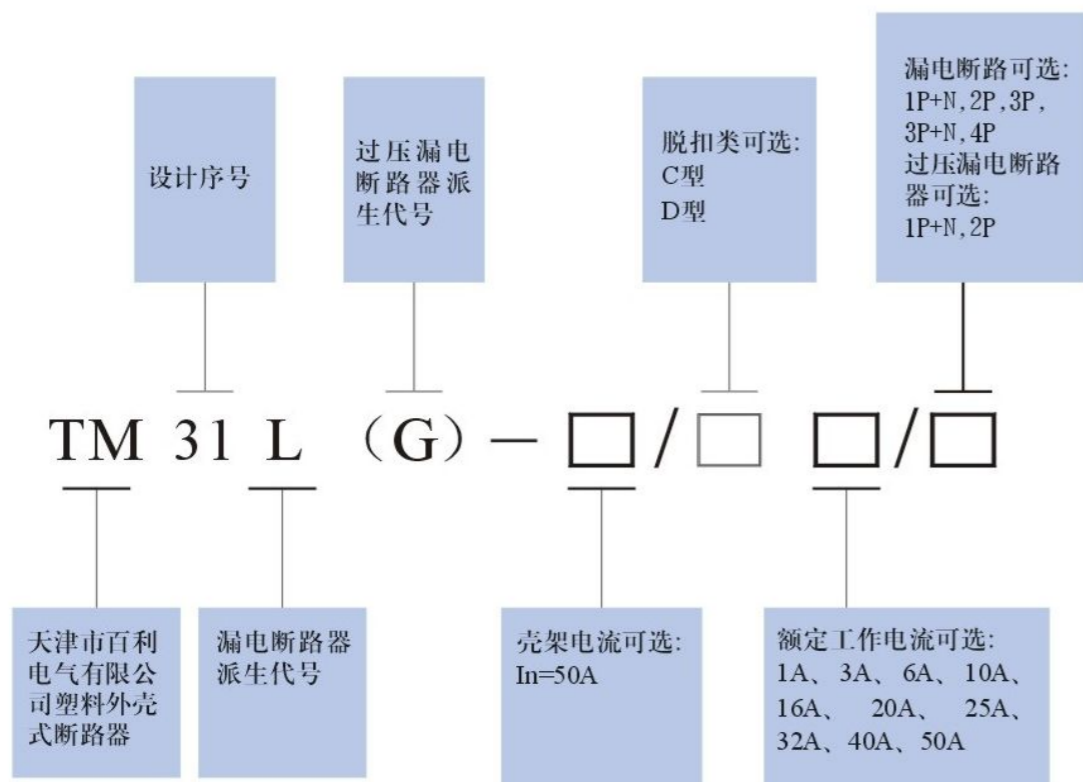 设计序号
过压漏电
断路器派
生代号
脱扣类可选:
C型
D型
漏电断路可选:
1P+N,2P,3P,
3P+N,4P
过压漏电断路
器可选:
1P+N,2P
TM 31 L （G）－□/□ □/□
天津市百利
电气有限公
司塑料外壳
式断路器
漏电断路器
派生代号
壳架电流可选:
In=50A
额定工作电流可选:
1A、3A、6A、10A、
16A、 20A、 25A、
32A、40A、50A